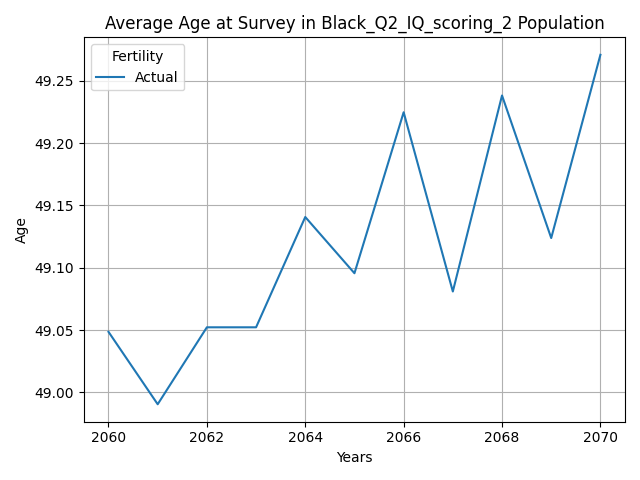 Average Age at Survey in Black_Q2_IQ_scoring_2 Population
Fertility
Actual
49.25
49.20
49.15
49.10
49.05
49.00
Age
2060 2062 2064 2066 2068 2070
Years